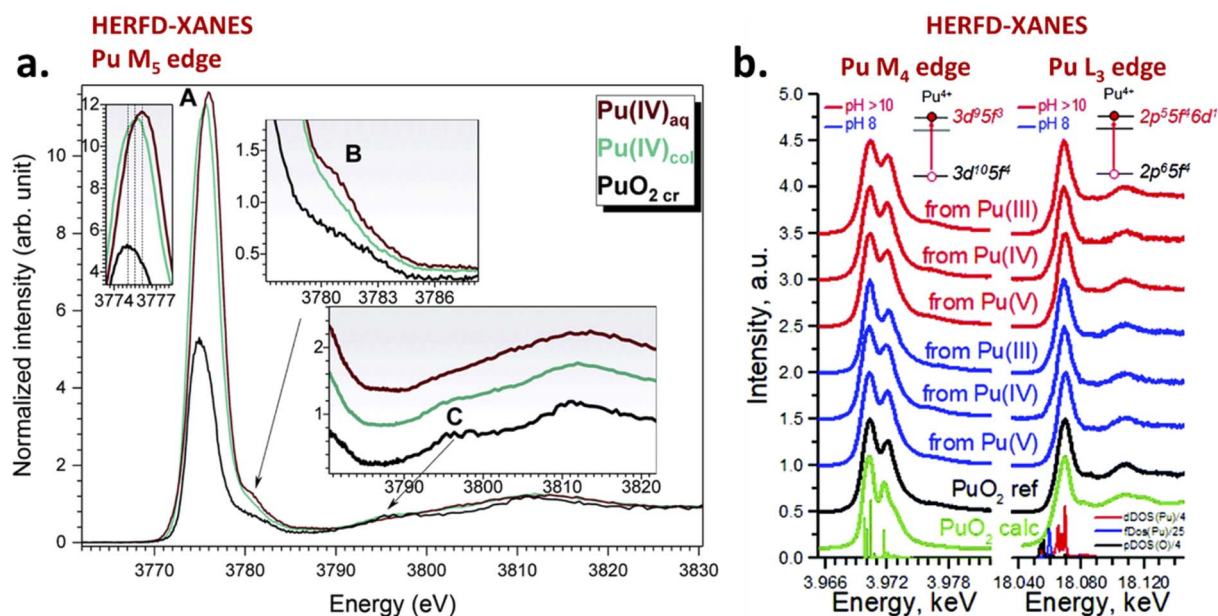 HERFD-XANES
Pu M5 edge
a.
A
B
C
Pu(IV)aq
Pu(IV)col
PuO2 cr
Normalized intensity (arb. unit)
0
2
4
6
8
10
3770
3780
3790
3800
3810
3820
3830
Energy (eV)
12
10
8
6
4
3774
3777
1.5
1.0
0.5
3780
3783
3786
2
1
3790
3800
3810
3820
HERFD-XANES
b.
Pu M4 edge
Pu L3 edge
pH >10
pH 8
Pu4+
3d95f3
3d105f4
pH >10
pH 8
Pu4+
2p55f46d1
2p65f4
from Pu(III)
from Pu(IV)
from Pu(V)
from Pu(III)
from Pu(IV)
from Pu(V)
PuO2 ref
PuO2 calc
dDOS(Pu)/4
fDos(Pu)/25
pDOS(O)/4
Intensity, a.u.
5.0
4.5
4.0
3.5
3.0
2.5
2.0
1.5
1.0
0.5
0.0
3.966
3.972
3.978
18.040
18.080
18.120
Energy, keV
Energy, keV